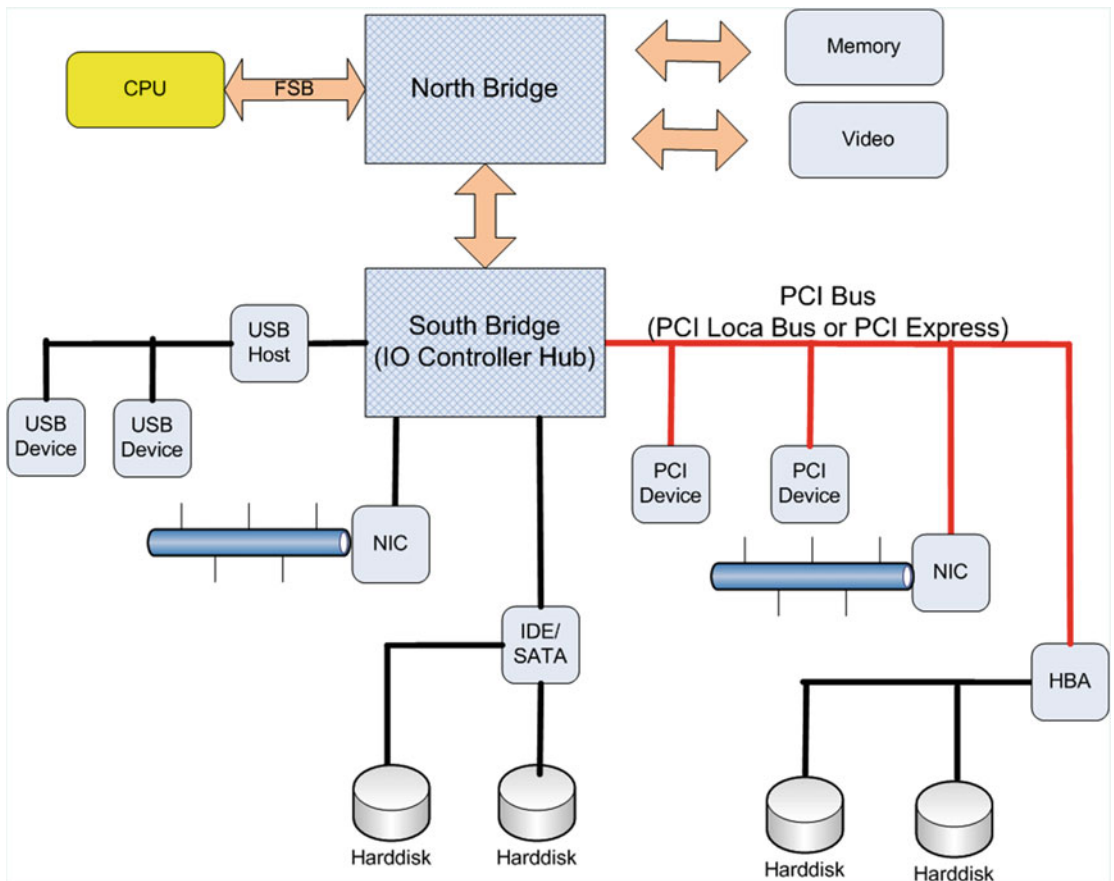 CPU
FSB
North Bridge
Memory
Video
PCI Bus
(PCI Loca Bus or PCI Express)
USB
Host
South Bridge
(IO Controller Hub)
USB
Device
USB
Device
PCI
Device
PCI
Device
NIC
NIC
IDE/
SATA
HBA
Harddisk
Harddisk
Harddisk
Harddisk